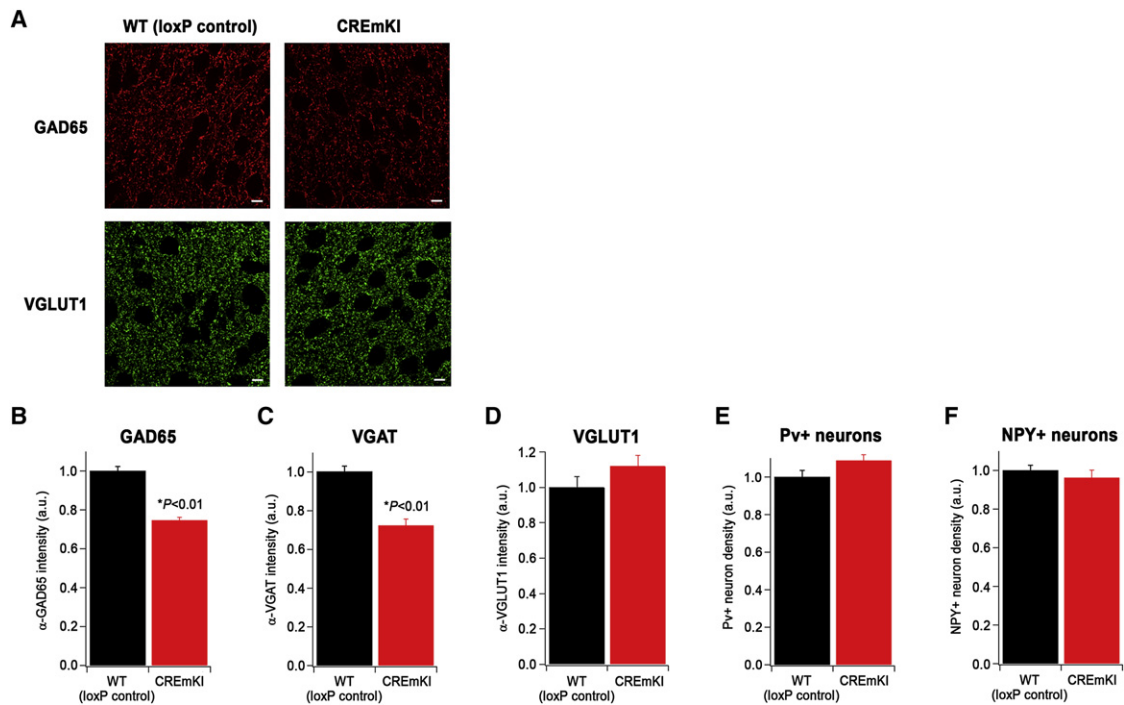 A
WT (loxP control)
CREmKI
GAD65
VGLUT1
B
GAD65
α-GAD65 intensity (a.u.)
1.0
0.8
0.6
0.4
0.2
0.0
*P<0.01
WT
(loxP control)
CREmKI
C
VGAT
α-VGAT intensity (a.u.)
1.0
0.8
0.6
0.4
0.2
0.0
*P<0.01
WT
(loxP control)
CREmKI
D
VGLUT1
α-VGLUT1 intensity (a.u.)
1.2
1.0
0.8
0.6
0.4
0.2
0.0
WT
(loxP control)
CREmKI
E
Pv+ neurons
Pv+ neuron density (a.u.)
1.0
0.8
0.6
0.4
0.2
0.0
WT
(loxP control)
CREmKI
F
NPY+ neurons
NPY+ neuron density (a.u.)
1.0
0.8
0.6
0.4
0.2
0.0
WT
(loxP control)
CREmKI